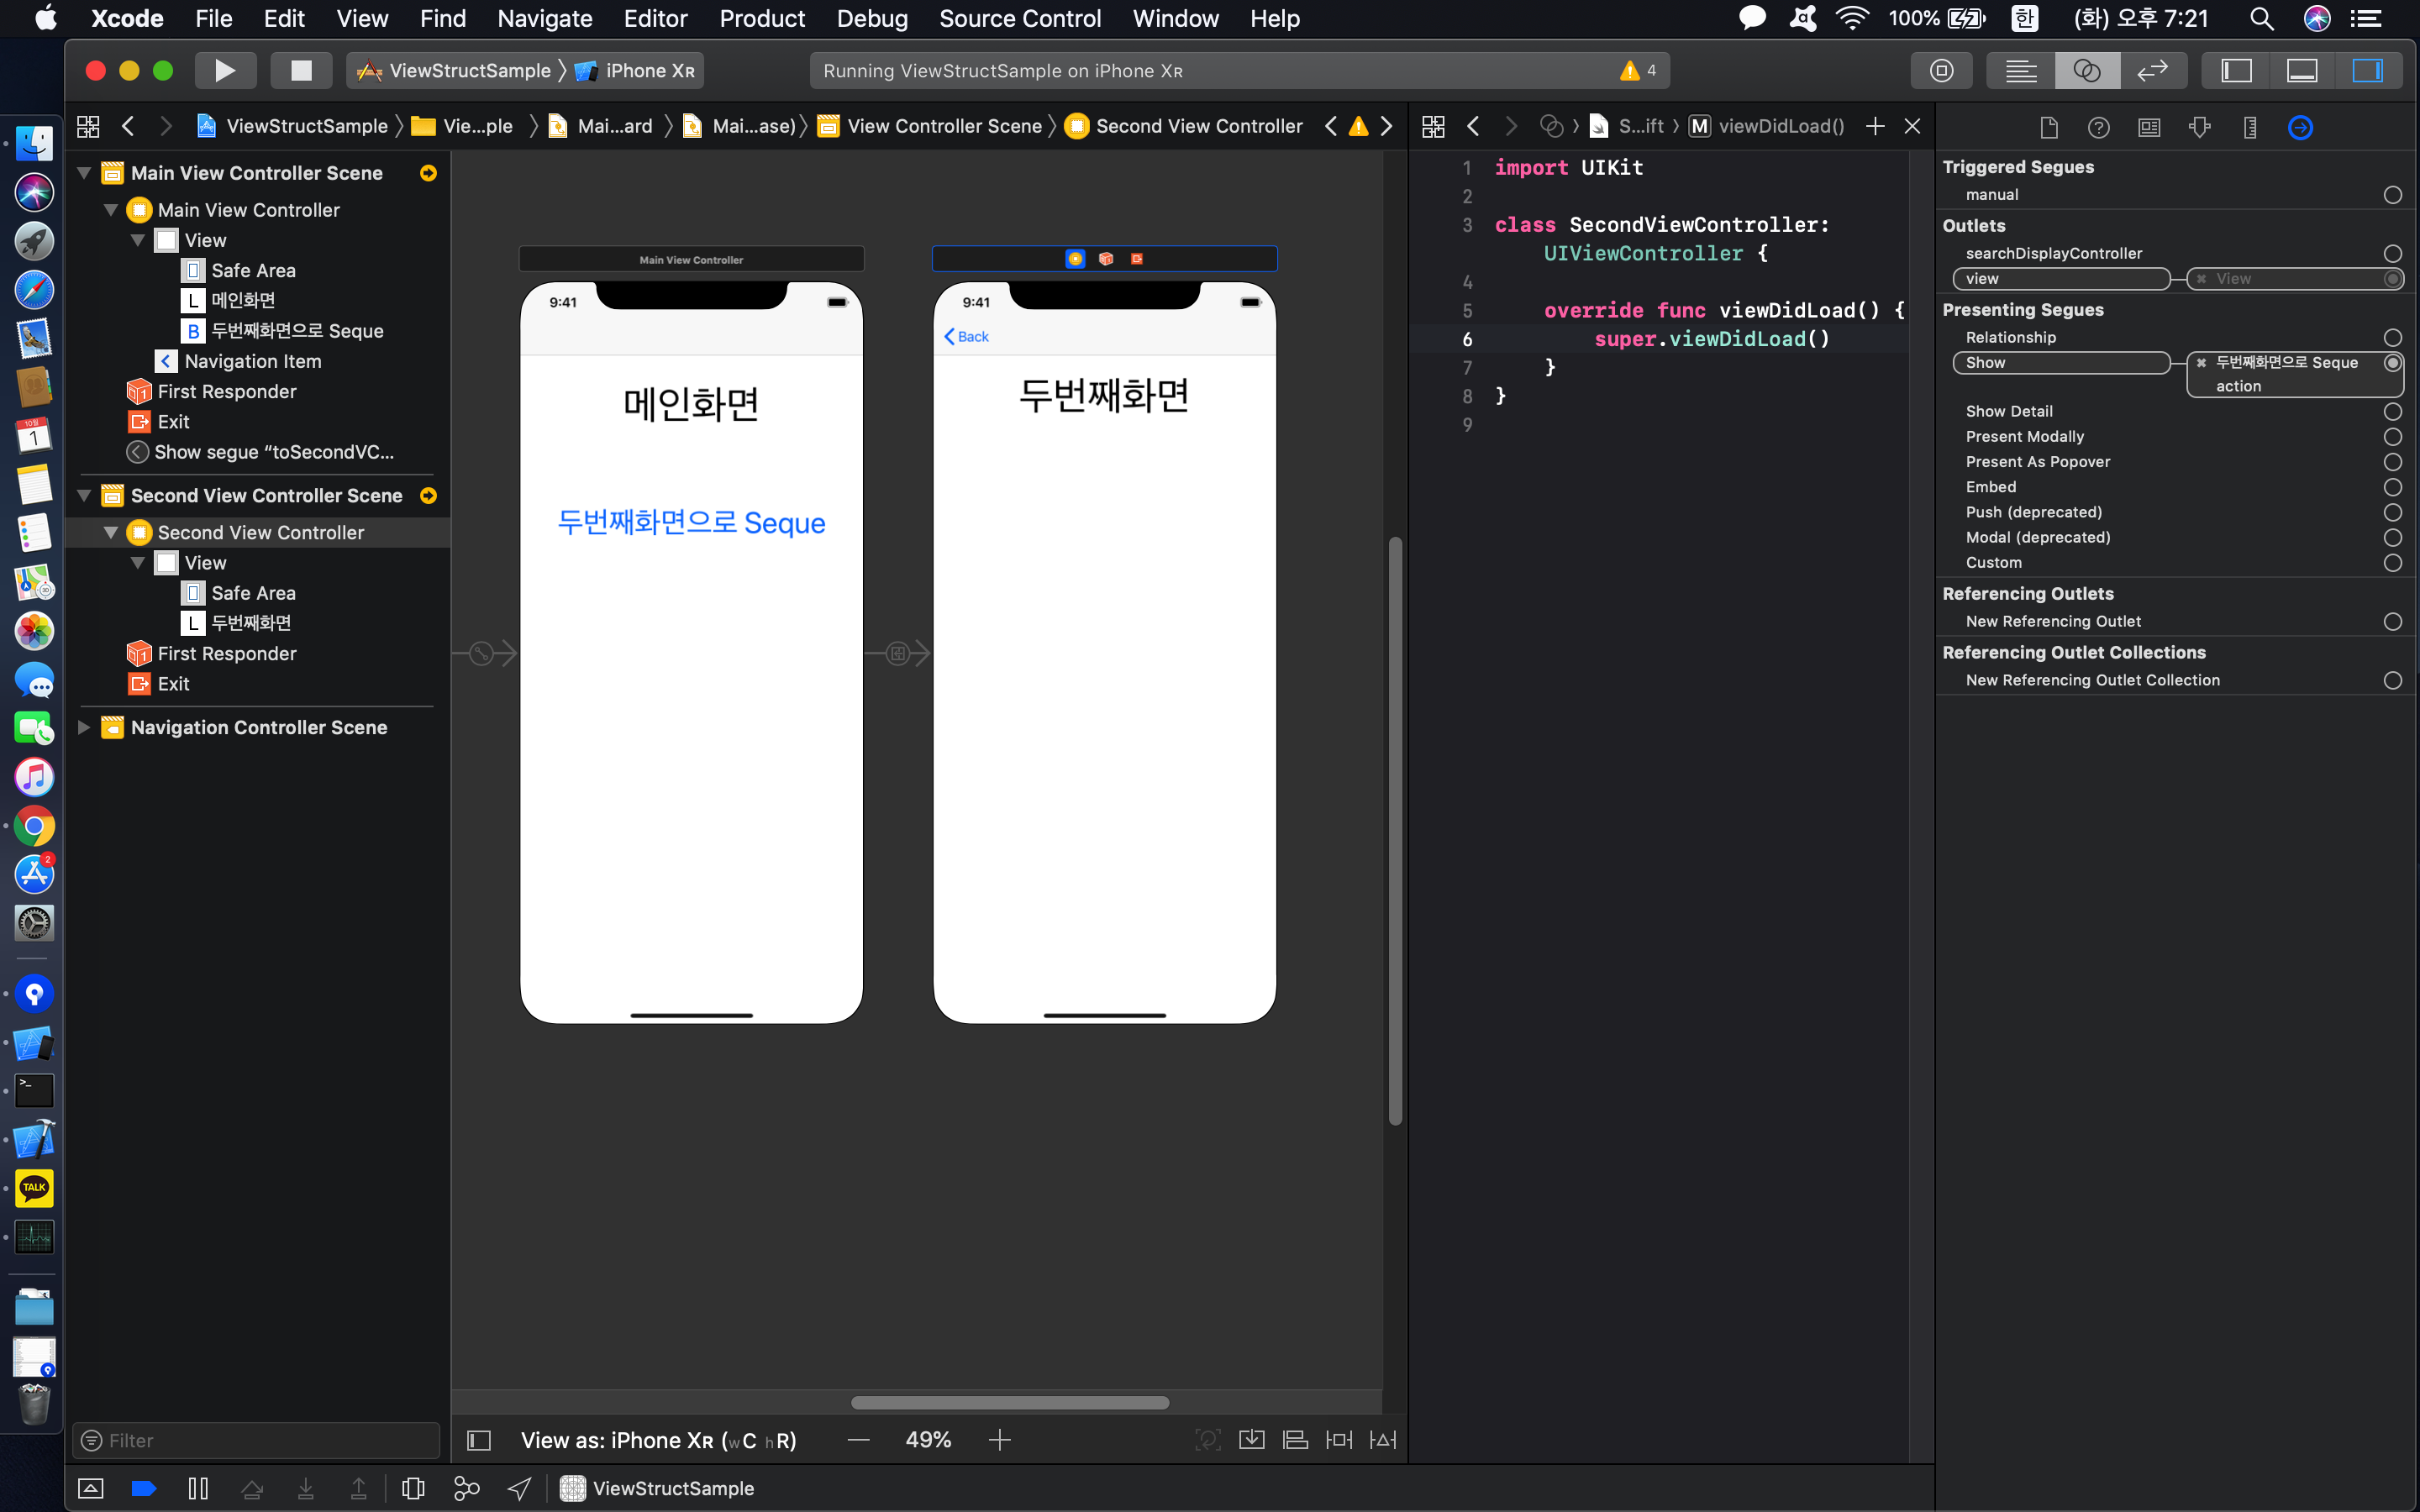 Xcode File Edit View Find Navigate Editor Product Debug Source Control Window Help 100% 한 (화) 오후 7:21
ViewStructSample iPhone XR
Running ViewStructSample on iPhone XR 4
ViewStructSample Vie...ple Mai...ard Mai...ase) View Controller Scene Second View Controller
S...ift M viewDidLoad()
Main View Controller Scene
Main View Controller
View
Safe Area
L 메인화면
B 두번째화면으로 Seque
Navigation Item
First Responder
Exit
Show segue “toSecondVC...
Second View Controller Scene
Second View Controller
View
Safe Area
L 두번째화면
First Responder
Exit
Navigation Controller Scene
Filter
Main View Controller
9:41
메인화면
두번째화면으로 Seque
9:41
Back
두번째화면
View as: iPhone XR (wC hR) 49%
1 import UIKit
2
3 class SecondViewController:
UIViewController {
4
5 override func viewDidLoad() {
6 super.viewDidLoad()
7 }
8 }
9
Triggered Segues
manual
Outlets
searchDisplayController
view View
Presenting Segues
Relationship
Show 두번째화면으로 Seque
action
Show Detail
Present Modally
Present As Popover
Embed
Push (deprecated)
Modal (deprecated)
Custom
Referencing Outlets
New Referencing Outlet
Referencing Outlet Collections
New Referencing Outlet Collection
10월
1
2
TALK
ViewStructSample